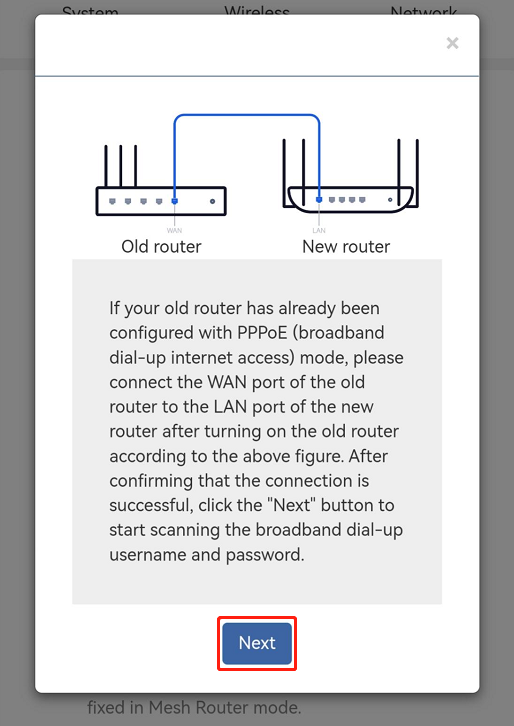 System Wireless Network
×
WAN LAN
Old router New router
If your old router has already been
configured with PPPoE (broadband
dial-up internet access) mode, please
connect the WAN port of the old
router to the LAN port of the new
router after turning on the old router
according to the above figure. After
confirming that the connection is
successful, click the "Next" button to
start scanning the broadband dial-up
username and password.
Next
fixed in Mesh Router mode.